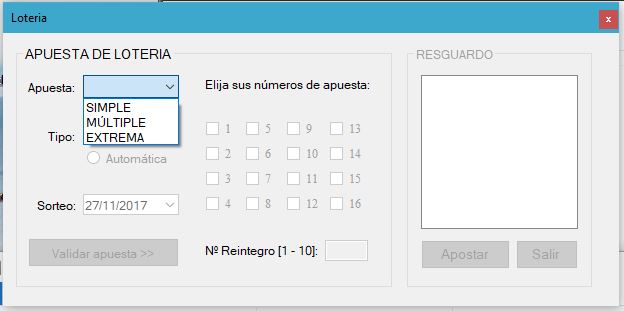 Loteria
x
APUESTA DE LOTERIA
Apuesta:
SIMPLE
MÚLTIPLE
EXTREMA
Tipo:
Automática
Sorteo: 27/11/2017
Validar apuesta >>
Elija sus números de apuesta:
1 5 9 13
2 6 10 14
3 7 11 15
4 8 12 16
Nº Reintegro [1 - 10]:
RESGUARDO
Apostar Salir